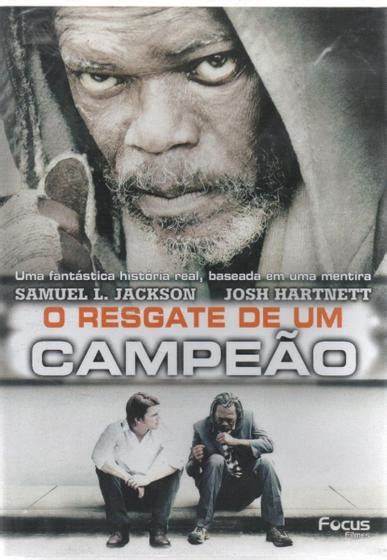 Uma fantástica história real, baseada em uma mentira
SAMUEL L. JACKSON JOSH HARTNETT
O RESGATE DE UM
CAMPEÃO
Focus
Filmes